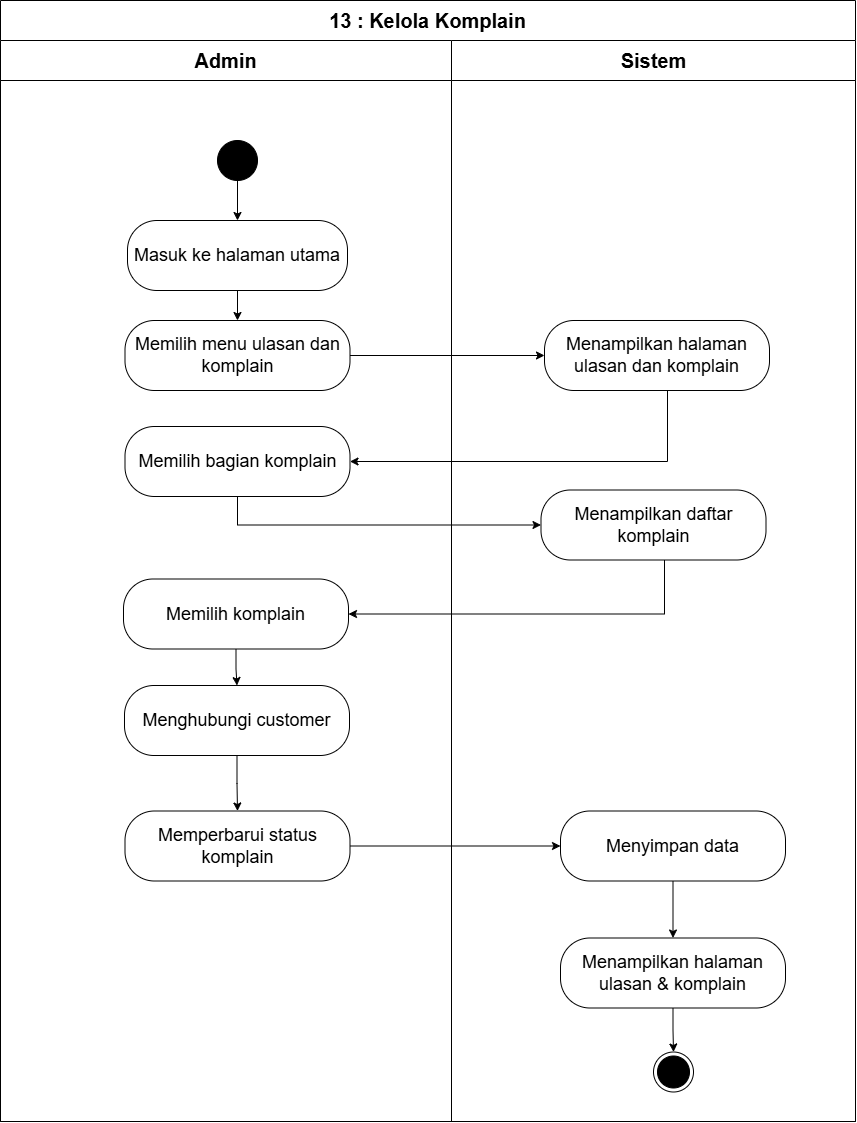 13 : Kelola Komplain
Admin
Sistem
Masuk ke halaman utama
Memilih menu ulasan dan
komplain
Menampilkan halaman
ulasan dan komplain
Memilih bagian komplain
Menampilkan daftar
komplain
Memilih komplain
Menghubungi customer
Memperbarui status
komplain
Menyimpan data
Menampilkan halaman
ulasan & komplain